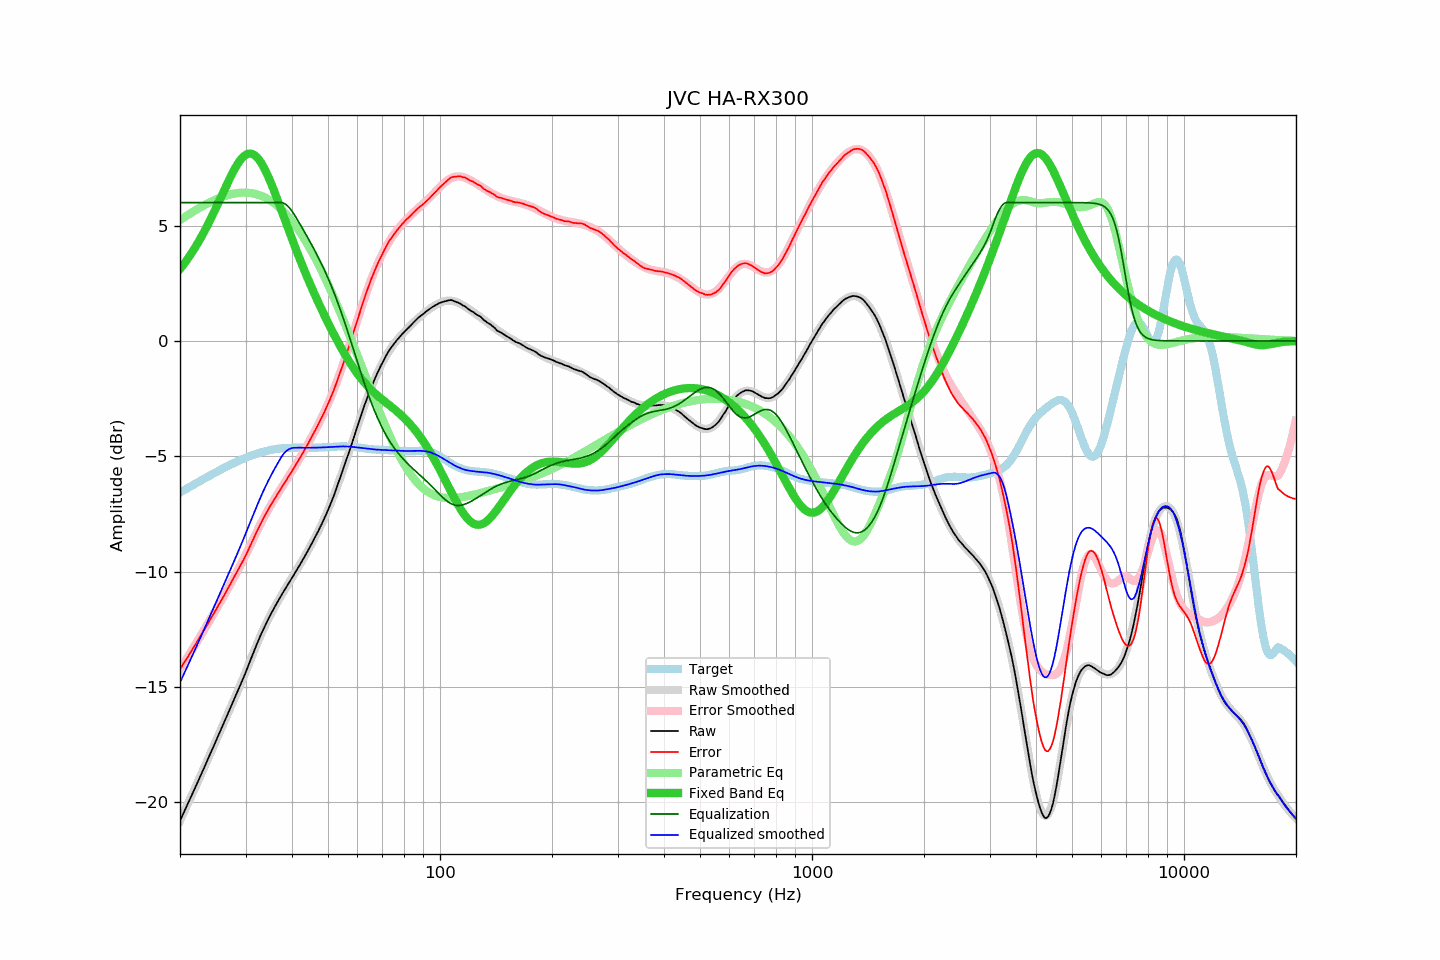 JVC HA-RX300
Amplitude (dBr)
5
0
−5
−10
−15
−20
Target
Raw Smoothed
Error Smoothed
Raw
Error
Parametric Eq
Fixed Band Eq
Equalization
Equalized smoothed
100 1000 10000
Frequency (Hz)